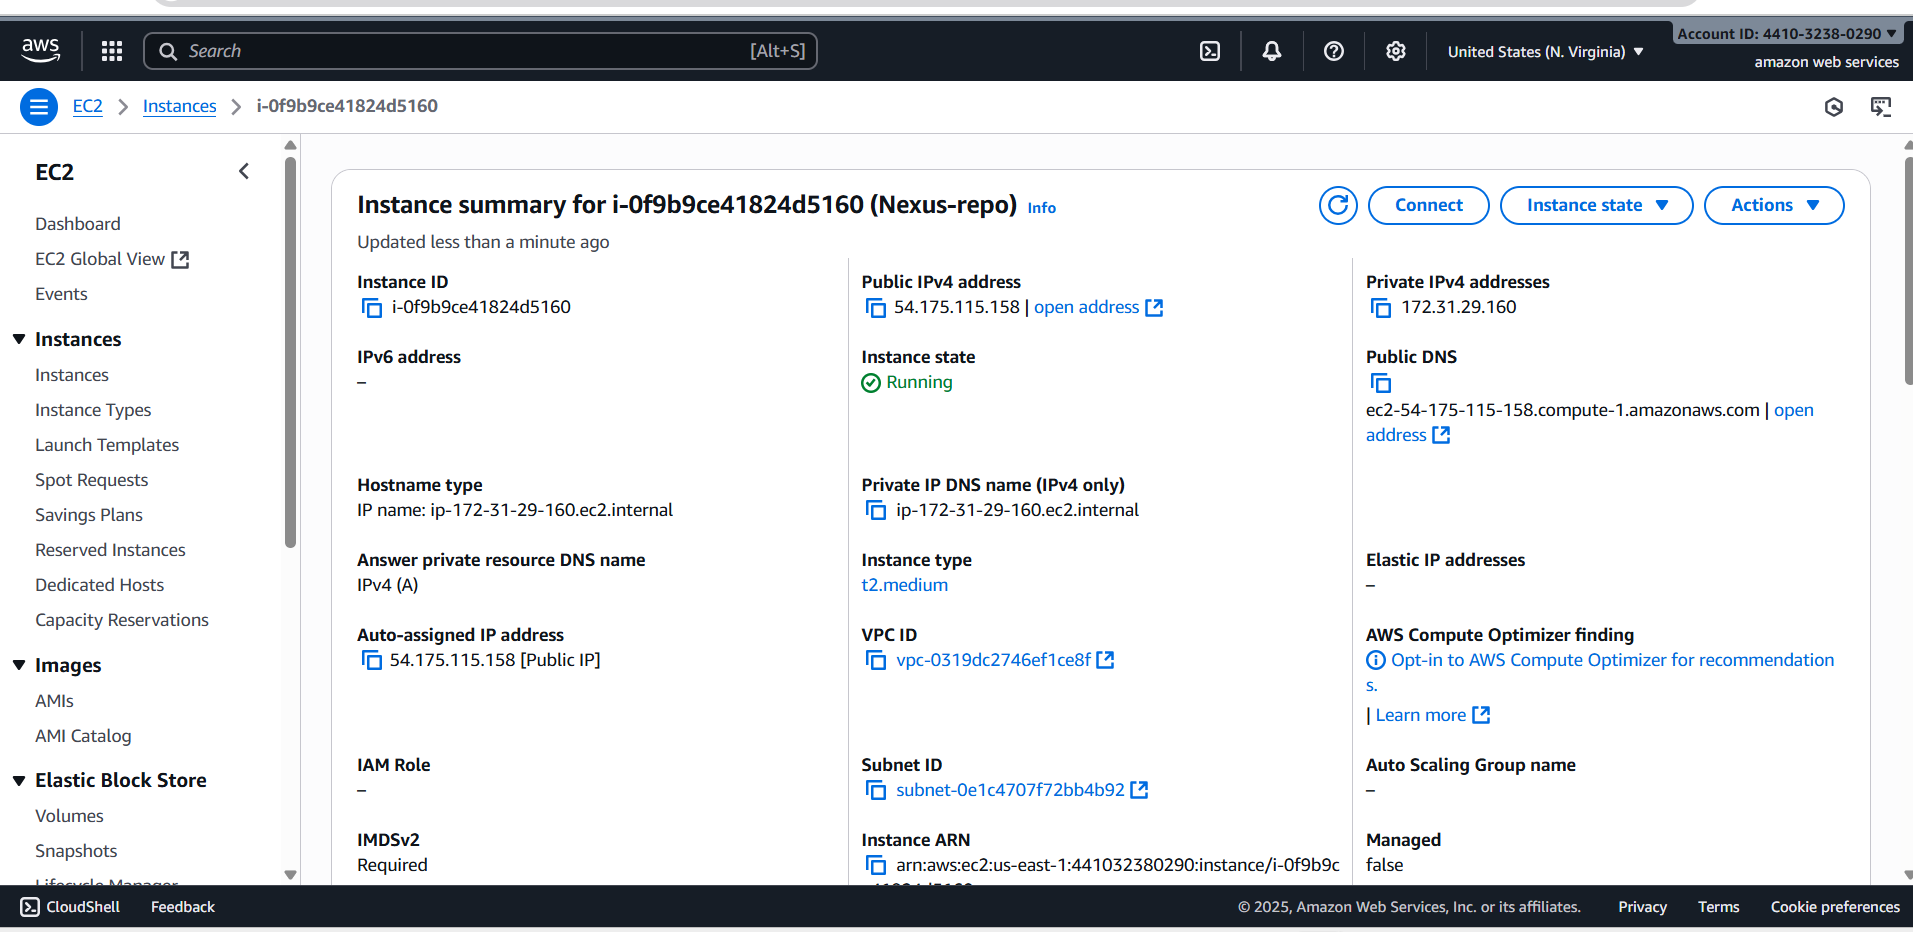 aws
Search [Alt+S]
United States (N. Virginia)
Account ID: 4410-3238-0290
amazon web services
EC2 Instances i-0f9b9ce41824d5160
EC2
Dashboard
EC2 Global View
Events
Instances
Instances
Instance Types
Launch Templates
Spot Requests
Savings Plans
Reserved Instances
Dedicated Hosts
Capacity Reservations
Images
AMIs
AMI Catalog
Elastic Block Store
Volumes
Snapshots
Lifecycle Manager
Instance summary for i-0f9b9ce41824d5160 (Nexus-repo) Info
Connect
Instance state
Actions
Updated less than a minute ago
Instance ID
i-0f9b9ce41824d5160
Public IPv4 address
54.175.115.158 | open address
Private IPv4 addresses
172.31.29.160
IPv6 address
–
Instance state
Running
Public DNS
ec2-54-175-115-158.compute-1.amazonaws.com | open
address
Hostname type
IP name: ip-172-31-29-160.ec2.internal
Private IP DNS name (IPv4 only)
ip-172-31-29-160.ec2.internal
Answer private resource DNS name
IPv4 (A)
Instance type
t2.medium
Elastic IP addresses
–
Auto-assigned IP address
54.175.115.158 [Public IP]
VPC ID
vpc-0319dc2746ef1ce8f
AWS Compute Optimizer finding
Opt-in to AWS Compute Optimizer for recommendation
s.
| Learn more
IAM Role
–
Subnet ID
subnet-0e1c4707f72bb4b92
Auto Scaling Group name
–
IMDSv2
Required
Instance ARN
arn:aws:ec2:us-east-1:441032380290:instance/i-0f9b9c
e41824d5160
Managed
false
CloudShell
Feedback
© 2025, Amazon Web Services, Inc. or its affiliates.
Privacy
Terms
Cookie preferences